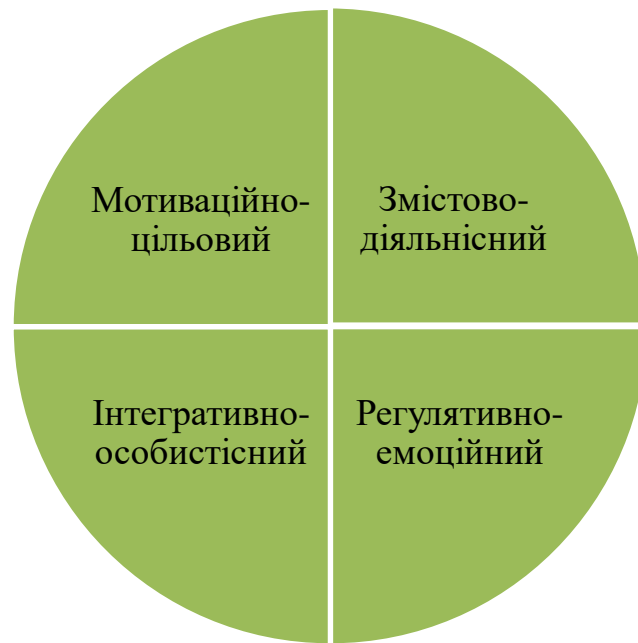 Мотиваційно-
цільовий
Змістово-
діяльнісний
Інтегративно-
особистісний
Регулятивно-
емоційний